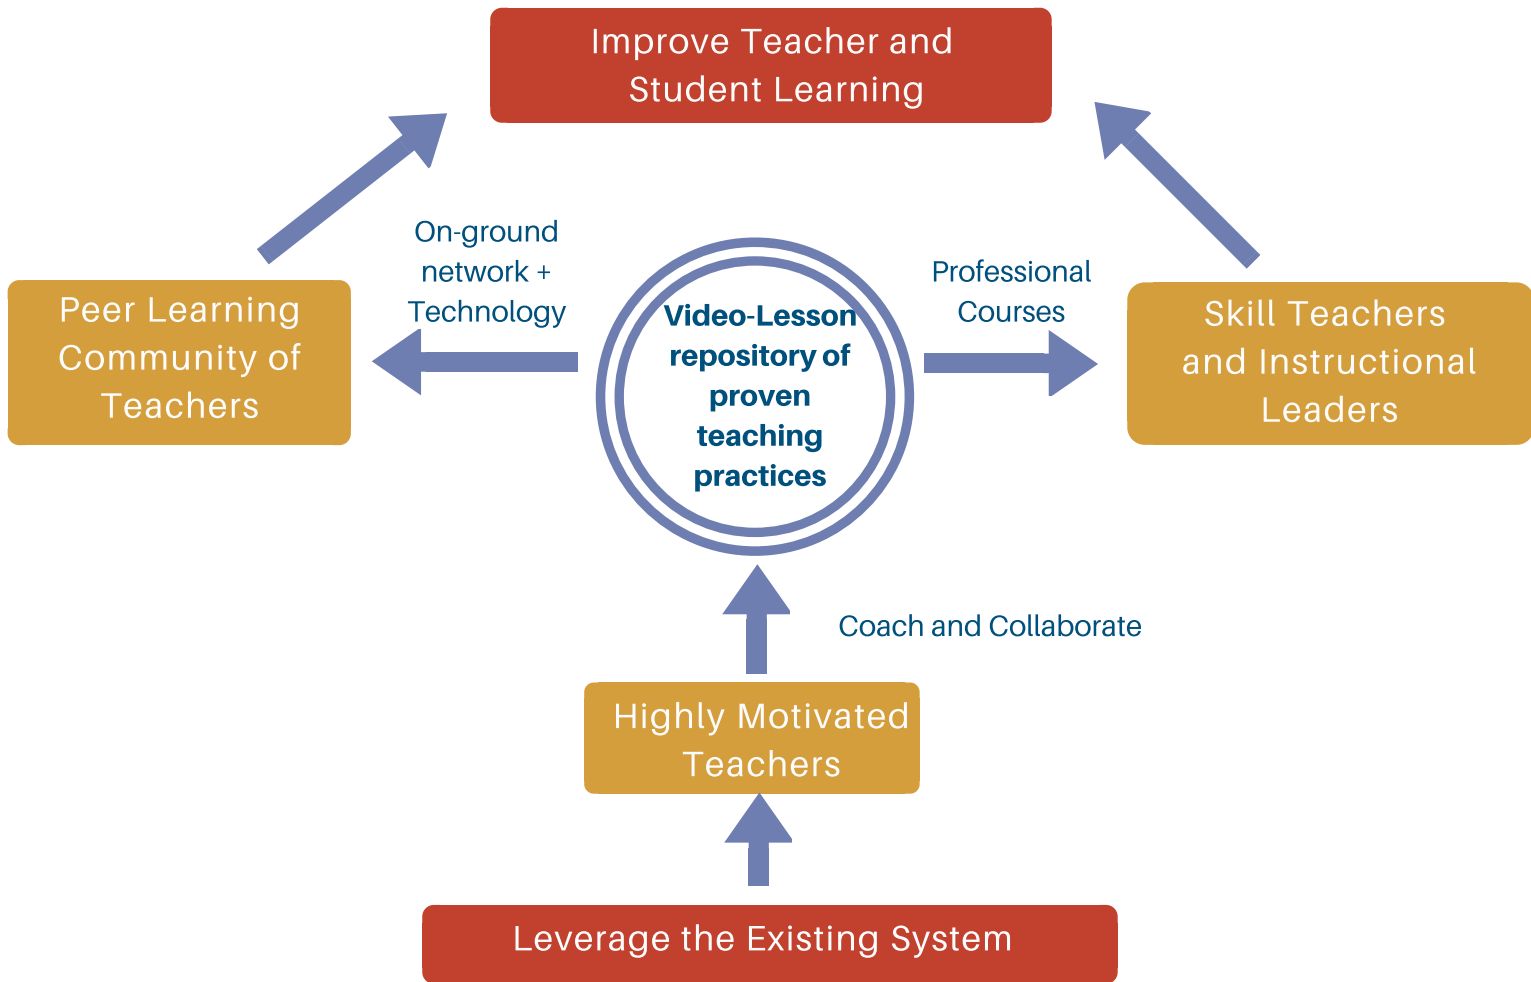 Improve Teacher and
Student Learning
On-ground
network +
Technology
Professional
Courses
Peer Learning
Community of
Teachers
Video-Lesson
repository of
proven
teaching
practices
Skill Teachers
and Instructional
Leaders
Coach and Collaborate
Highly Motivated
Teachers
Leverage the Existing System